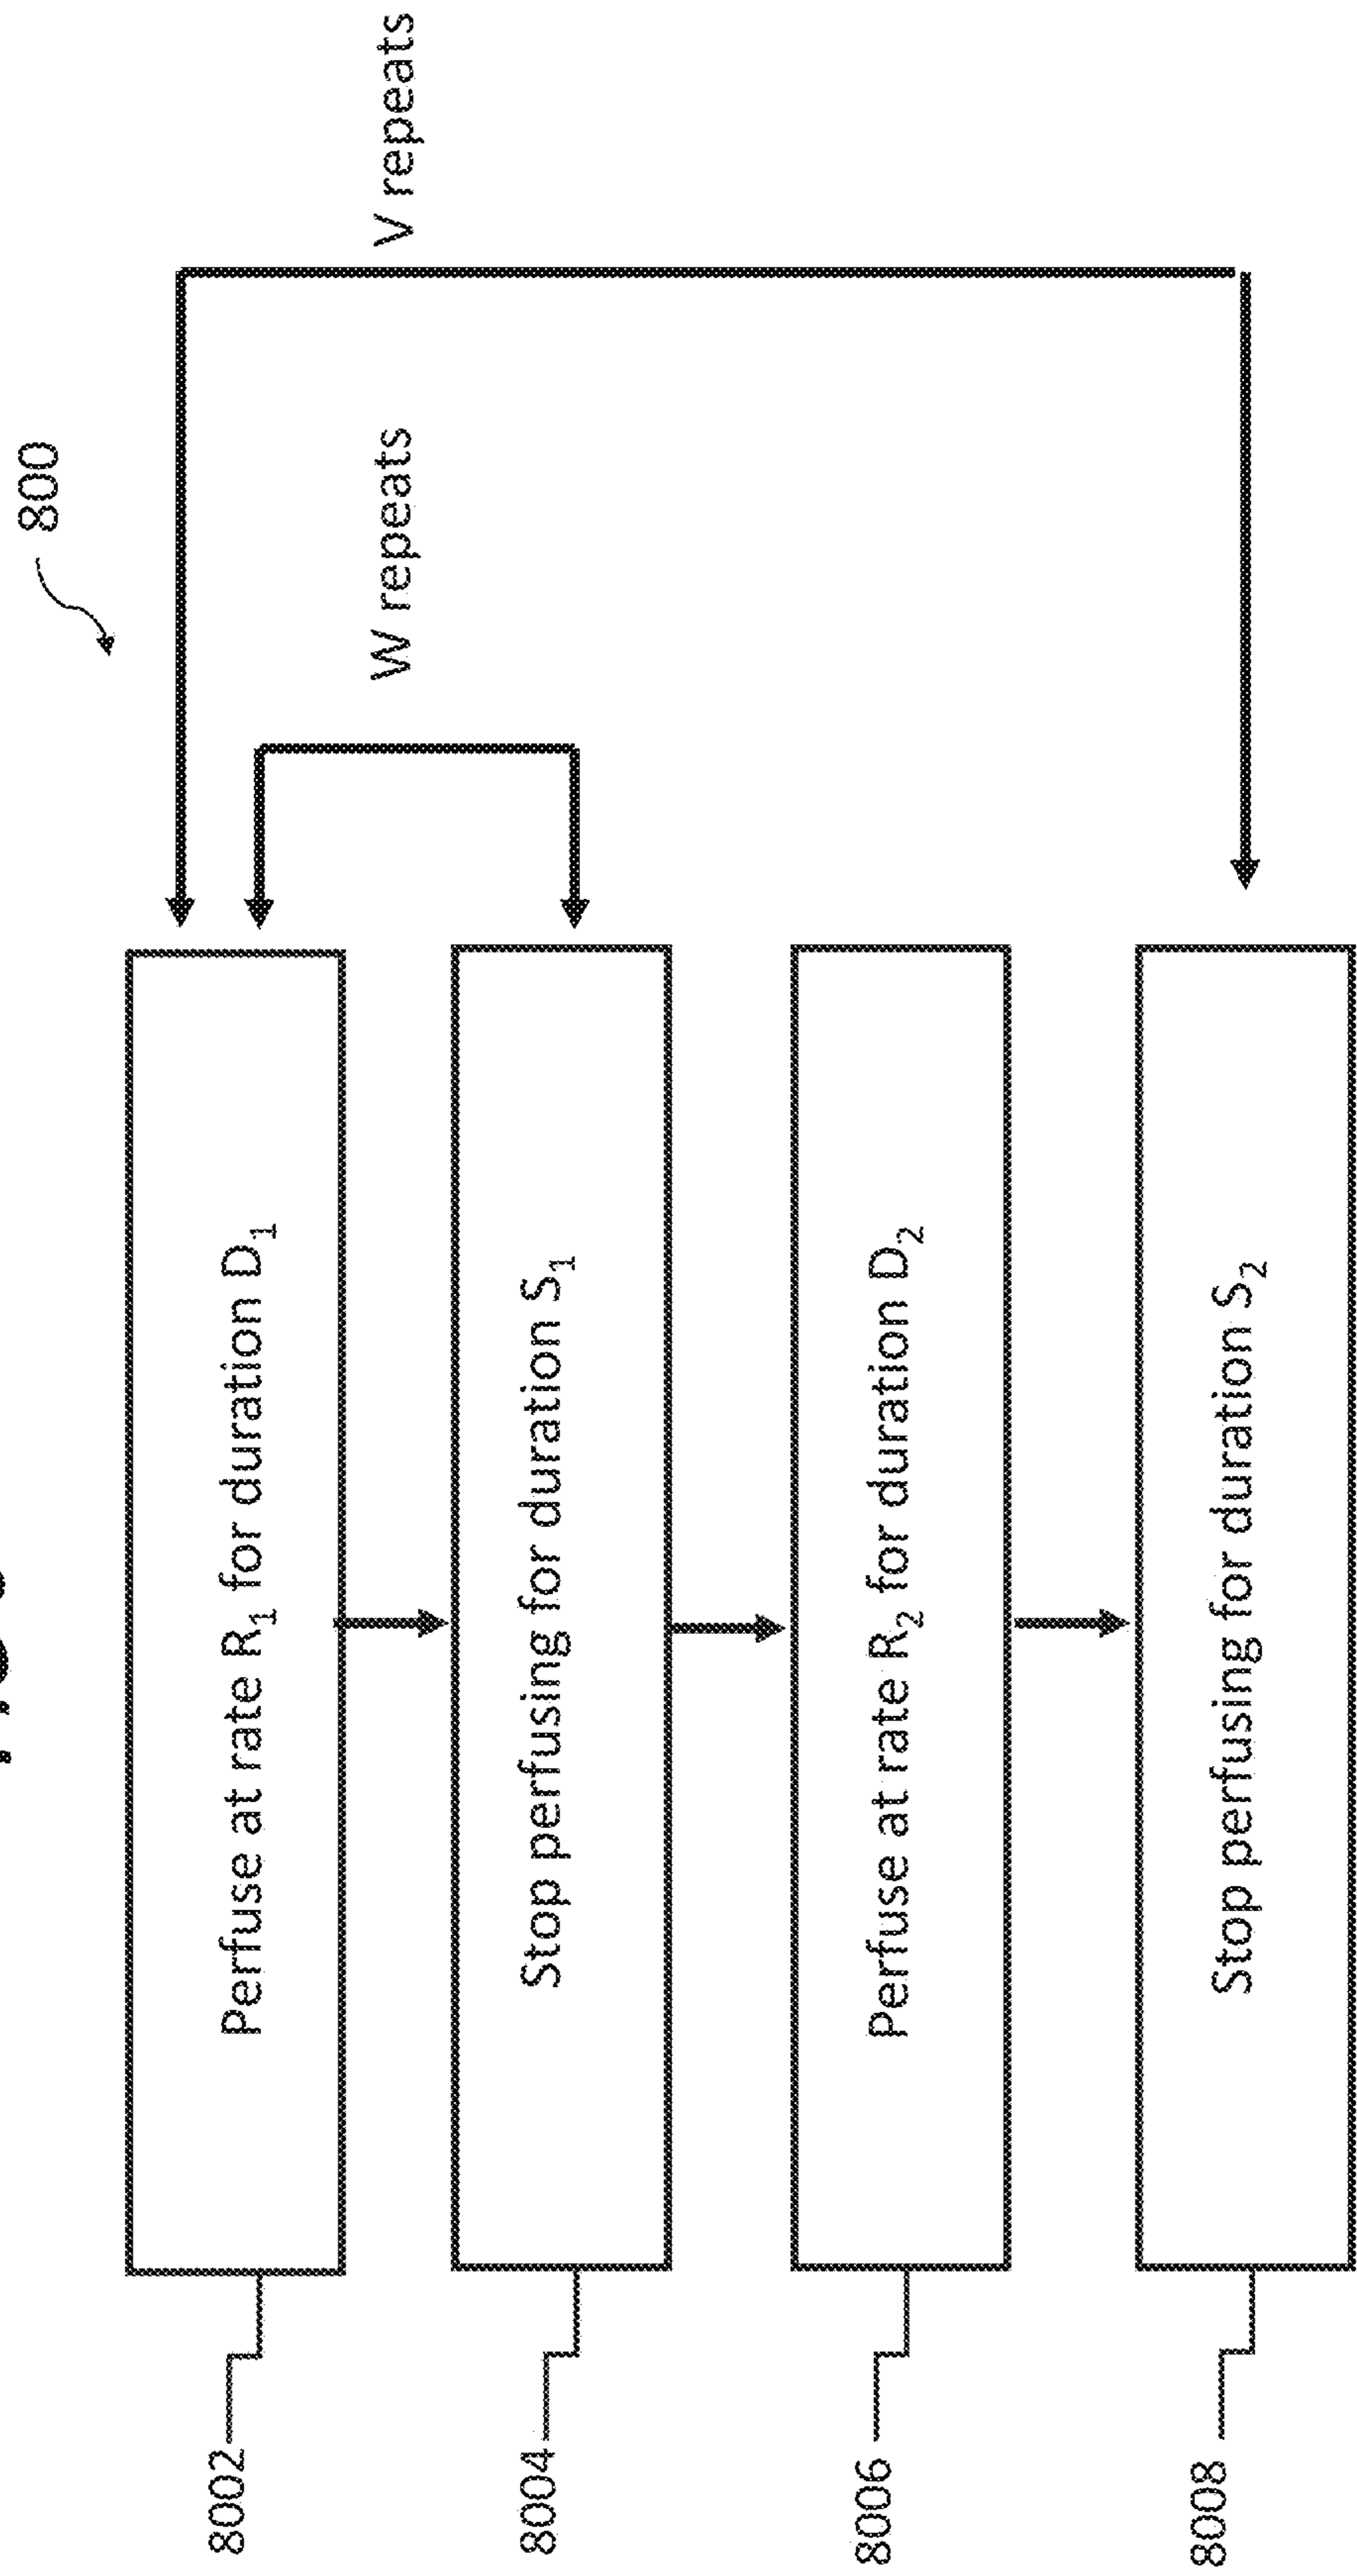 800
8002
Perfuse at rate R₁ for duration D₁
W repeats
V repeats
8004
Stop perfusing for duration S₁
8006
Perfuse at rate R₂ for duration D₂
8008
Stop perfusing for duration S₂